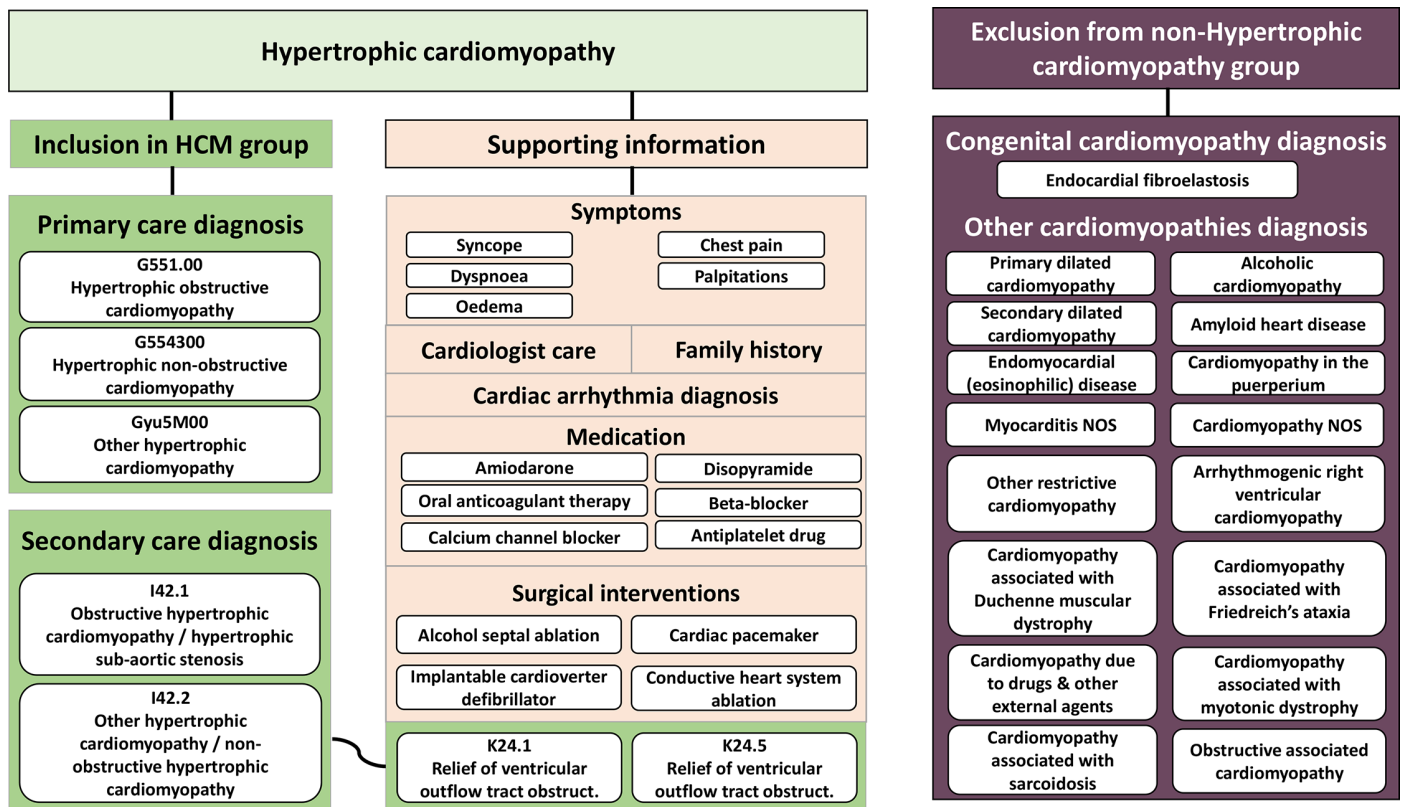 Hypertrophic cardiomyopathy
Inclusion in HCM group
Primary care diagnosis
G551.00
Hypertrophic obstructive
cardiomyopathy
G554300
Hypertrophic non-obstructive
cardiomyopathy
Gyu5M00
Other hypertrophic
cardiomyopathy
Secondary care diagnosis
I42.1
Obstructive hypertrophic
cardiomyopathy / hypertrophic
sub-aortic stenosis
I42.2
Other hypertrophic
cardiomyopathy / non-
obstructive hypertrophic
cardiomyopathy
Supporting information
Symptoms
Syncope
Chest pain
Dyspnoea
Palpitations
Oedema
Cardiologist care
Family history
Cardiac arrhythmia diagnosis
Medication
Amiodarone
Disopyramide
Oral anticoagulant therapy
Beta-blocker
Calcium channel blocker
Antiplatelet drug
Surgical interventions
Alcohol septal ablation
Cardiac pacemaker
Implantable cardioverter
defibrillator
Conductive heart system
ablation
K24.1
Relief of ventricular
outflow tract obstruct.
K24.5
Relief of ventricular
outflow tract obstruct.
Exclusion from non-Hypertrophic
cardiomyopathy group
Congenital cardiomyopathy diagnosis
Endocardial fibroelastosis
Other cardiomyopathies diagnosis
Primary dilated
cardiomyopathy
Alcoholic
cardiomyopathy
Secondary dilated
cardiomyopathy
Amyloid heart disease
Endomyocardial
(eosinophilic) disease
Cardiomyopathy in the
puerperium
Myocarditis NOS
Cardiomyopathy NOS
Other restrictive
cardiomyopathy
Arrhythmogenic right
ventricular
cardiomyopathy
Cardiomyopathy
associated with
Duchenne muscular
dystrophy
Cardiomyopathy
associated with
Friedreich's ataxia
Cardiomyopathy due
to drugs & other
external agents
Cardiomyopathy
associated with
myotonic dystrophy
Cardiomyopathy
associated with
sarcoidosis
Obstructive associated
cardiomyopathy